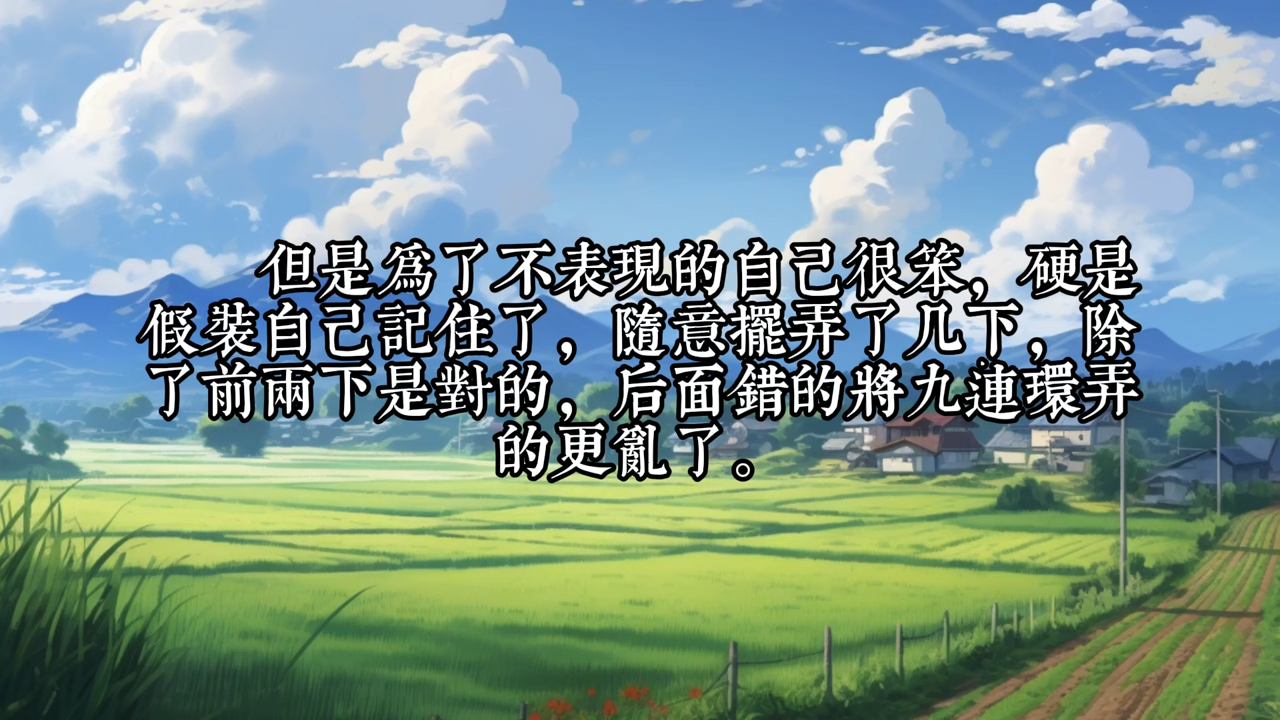 但是爲了不表現的自己很笨，硬是
假裝自己記住了，隨意擺弄了几下，除
了前兩下是對的，后面錯的將九連環弄
的更亂了。